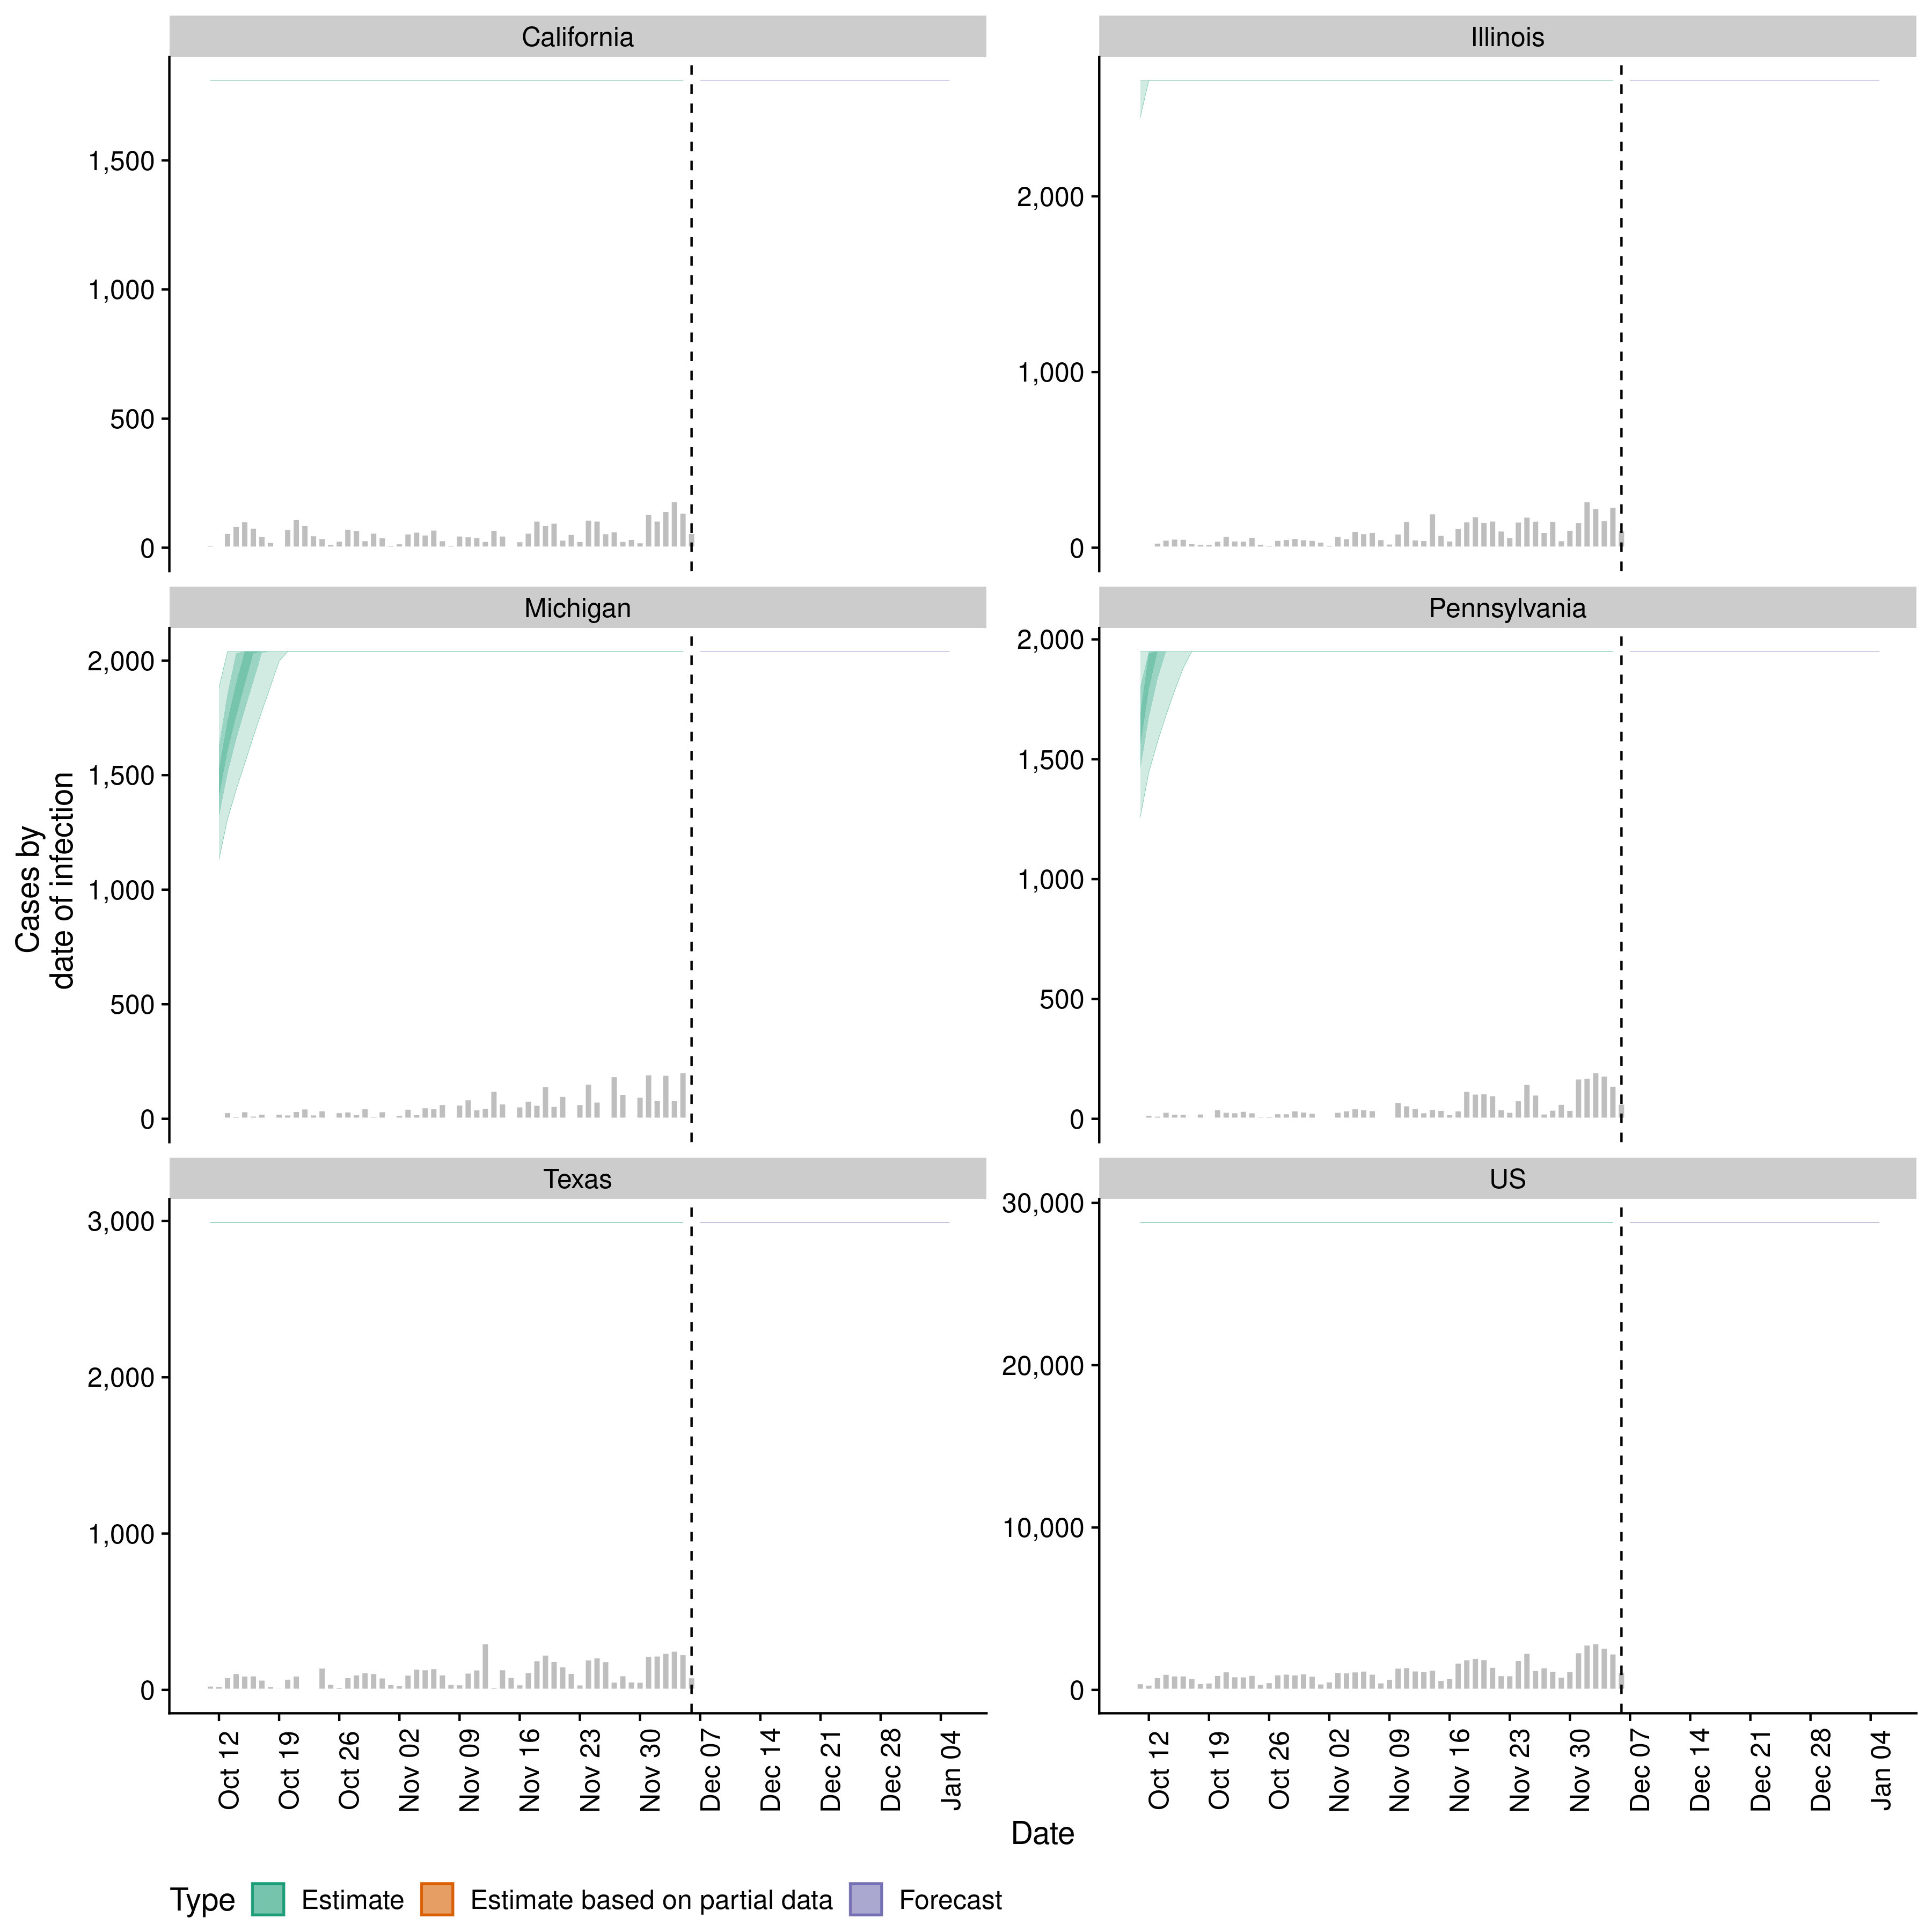 California
Illinois
1,500
1,000
500
0
2,000
1,000
0
Michigan
Pennsylvania
2,000
1,500
1,000
500
0
2,000
1,500
1,000
500
0
Texas
US
3,000
2,000
1,000
0
30,000
20,000
10,000
0
Cases by
date of infection
Oct 12
Oct 19
Oct 26
Nov 02
Nov 09
Nov 16
Nov 23
Nov 30
Dec 07
Dec 14
Dec 21
Dec 28
Jan 04
Oct 12
Oct 19
Oct 26
Nov 02
Nov 09
Nov 16
Nov 23
Nov 30
Dec 07
Dec 14
Dec 21
Dec 28
Jan 04
Date
Type Estimate Estimate based on partial data Forecast